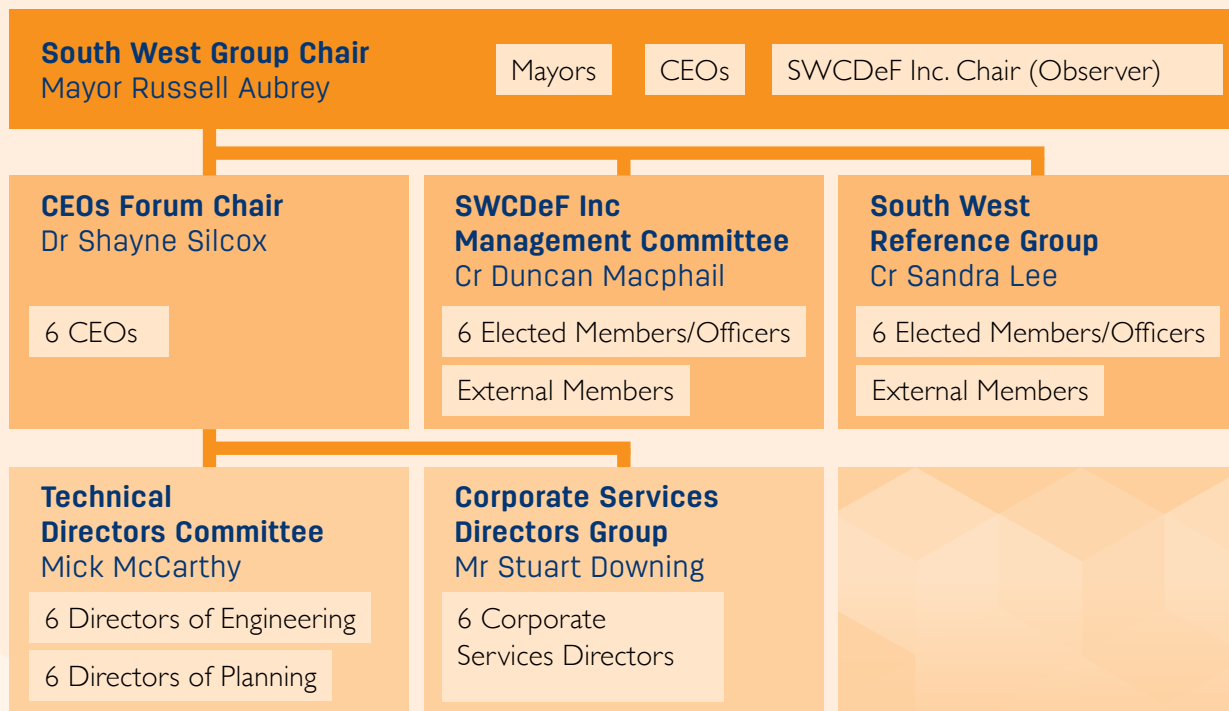 South West Group Chair
Mayor Russell Aubrey
Mayors
CEOs
SWCDeF Inc. Chair (Observer)
CEOs Forum Chair
Dr Shayne Silcox
6 CEOs
SWCDeF Inc
Management Committee
Cr Duncan Macphail
6 Elected Members/Officers
External Members
South West
Reference Group
Cr Sandra Lee
6 Elected Members/Officers
External Members
Technical
Directors Committee
Mick McCarthy
6 Directors of Engineering
6 Directors of Planning
Corporate Services
Directors Group
Mr Stuart Downing
6 Corporate
Services Directors